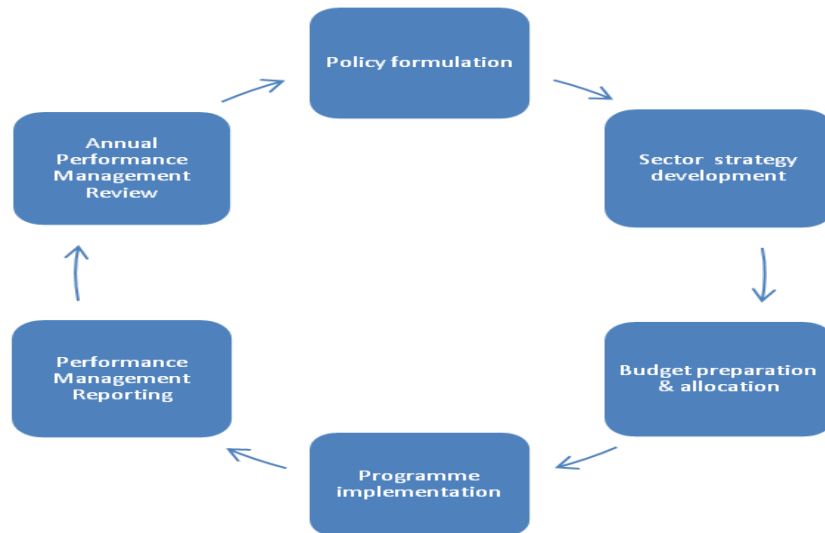 Policy formulation
Sector strategy
development
Budget preparation
& allocation
Programme
implementation
Performance
Management
Reporting
Annual
Performance
Management
Review